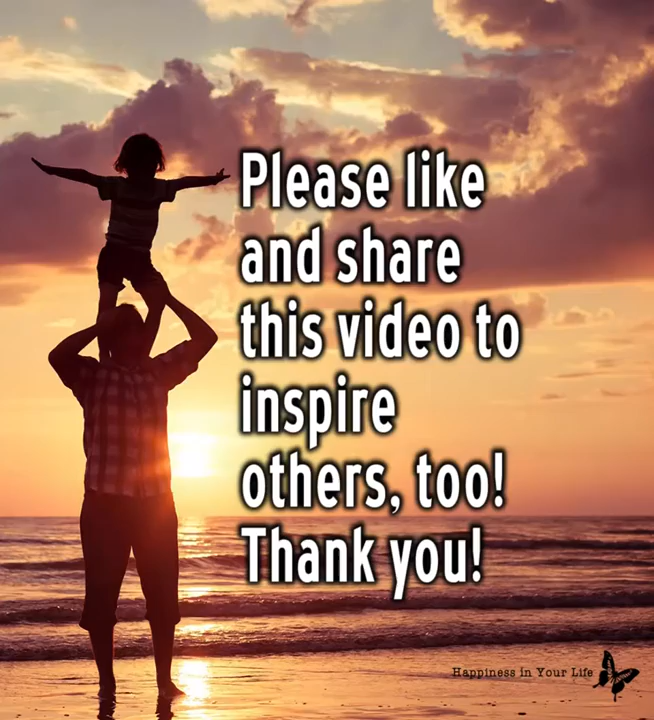 Please like
and share
this video to
inspire
others, too!
Thank you!
Happiness in Your Life